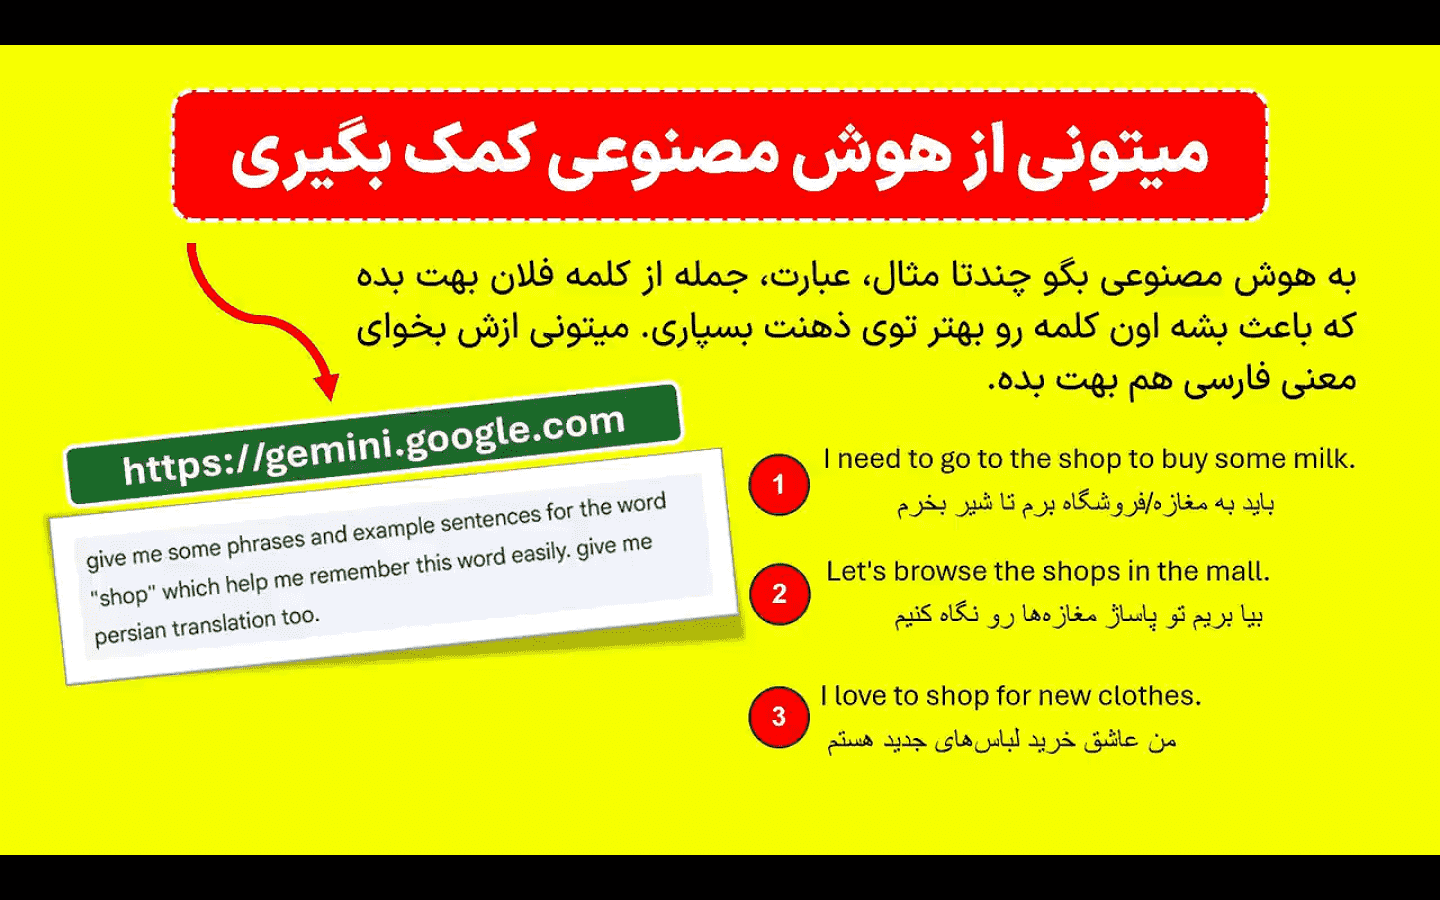 میتونی از هوش مصنوعی کمک بگیری
به هوش مصنوعی بگو چندتا مثال، عبارت، جمله از کلمه فلان بهت بده
که باعث بشه اون کلمه رو بهتر توی ذهنت بسپاری. میتونی ازش بخوای
معنی فارسی هم بهت بده.
https://gemini.google.com
give me some phrases and example sentences for the word
"shop" which help me remember this word easily. give me
persian translation too.
1
I need to go to the shop to buy some milk.
باید به مغازه/فروشگاه برم تا شیر بخرم
2
Let's browse the shops in the mall.
بیا بریم تو پاساژ مغازه‌ها رو نگاه کنیم
3
I love to shop for new clothes.
من عاشق خرید لباس‌های جدید هستم